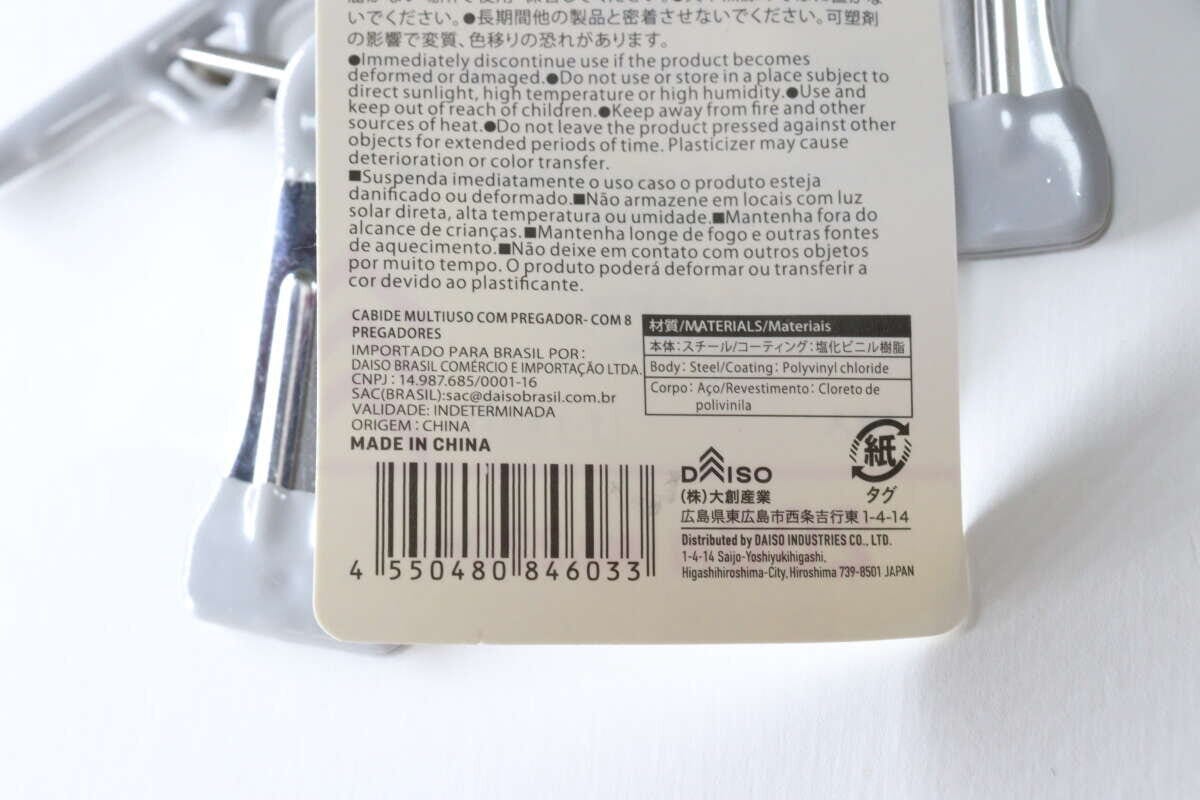 いでください。●長期間他の製品と密着させないでください。可塑剤
の影響で変質、色移りの恐れがあります。
●Immediately discontinue use if the product becomes
deformed or damaged.●Do not use or store in a place subject to
direct sunlight, high temperature or high humidity.●Use and
keep out of reach of children.●Keep away from fire and other
sources of heat.●Do not leave the product pressed against other
objects for extended periods of time. Plasticizer may cause
deterioration or color transfer.
■Suspenda imediatamente o uso caso o produto esteja
danificado ou deformado.■Não armazene em locais com luz
solar direta, alta temperatura ou umidade.■Mantenha fora do
alcance de crianças.■Mantenha longe de fogo e outras fontes
de aquecimento.■Não deixe em contato com outros objetos
por muito tempo. O produto poderá deformar ou transferir a
cor devido ao plastificante.
CABIDE MULTIUSO COM PREGADOR- COM 8
PREGADORES
IMPORTADO PARA BRASIL POR:
DAISO BRASIL COMÉRCIO E IMPORTAÇÃO LTDA.
CNPJ : 14.987.685/0001-16
SAC(BRASIL):sac@daisobrasil.com.br
VALIDADE: INDETERMINADA
ORIGEM : CHINA
MADE IN CHINA
材質/MATERIALS/Materiais
本体:スチール/コーティング:塩化ビニル樹脂
Body: Steel/Coating: Polyvinyl chloride
Corpo: Aço/Revestimento: Cloreto de
polivinila
紙
タグ
DAISO
(株)大創産業
広島県東広島市西条吉行東1-4-14
Distributed by DAISO INDUSTRIES CO., LTD.
1-4-14 Saijo-Yoshiyukihigashi,
Higashihiroshima-City, Hiroshima 739-8501 JAPAN
4 550480 846033